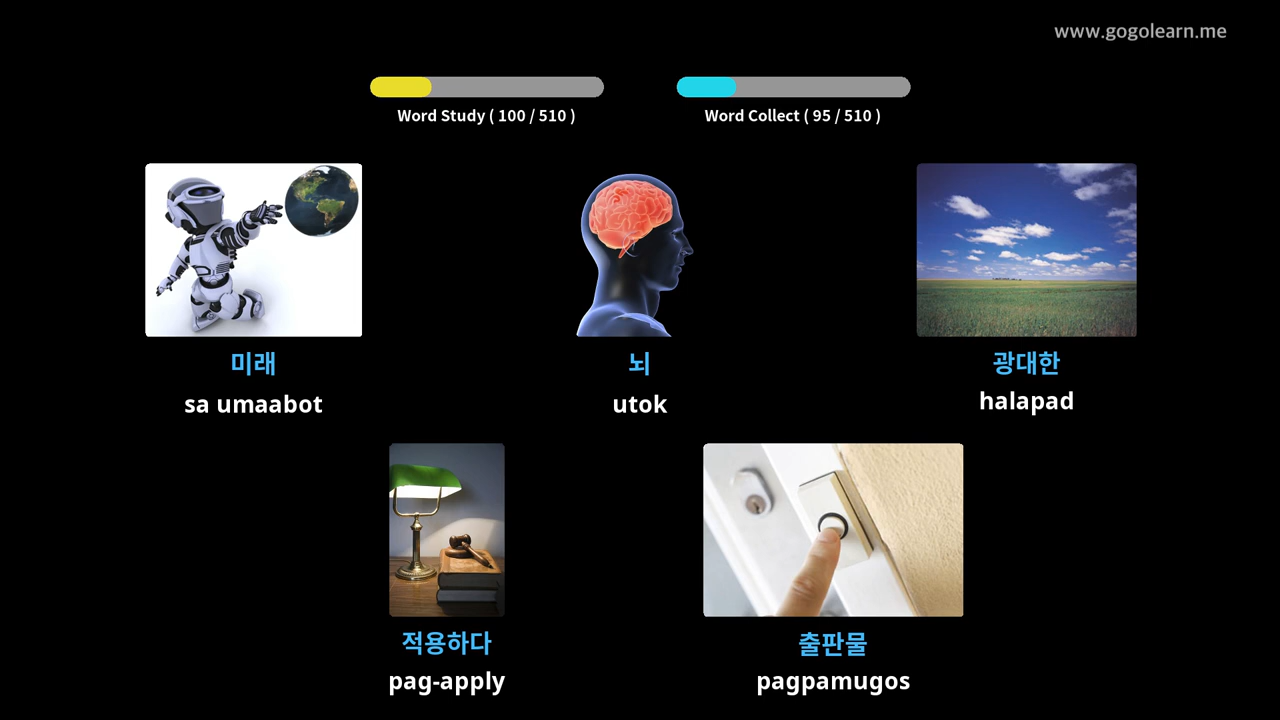 www.gogolearn.me
Word Study ( 100 / 510 )
Word Collect ( 95 / 510 )
미래
뇌
광대한
sa umaabot
utok
halapad
적용하다
출판물
pag-apply
pagpamugos